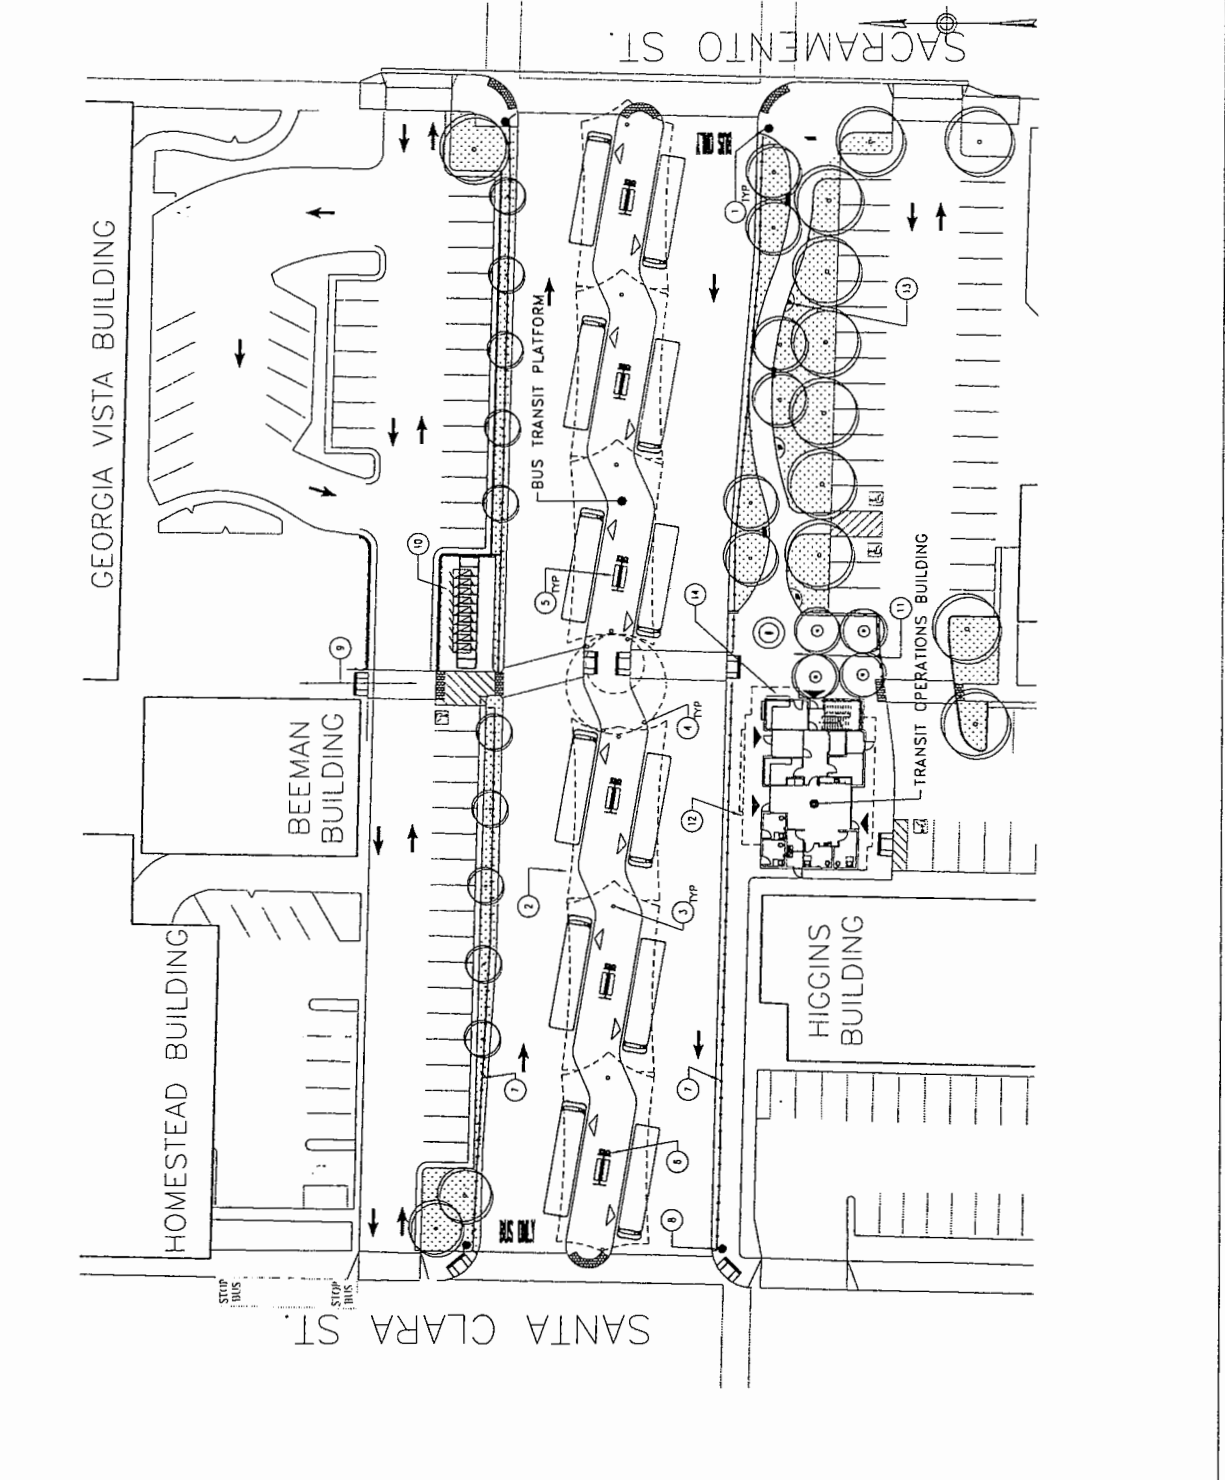 SACRAMENTO ST.
BUS ONLY
1
TYP
13
GEORGIA VISTA BUILDING
BUS TRANSIT PLATFORM
10
5
TYP
14
11
9
4
TYP
TRANSIT OPERATIONS BUILDING
BEEMAN
BUILDING
12
2
3
TYP
HOMESTEAD BUILDING
HIGGINS
BUILDING
7
7
8
BUS ONLY
STOP
BUS
STOP
BUS
SANTA CLARA ST.